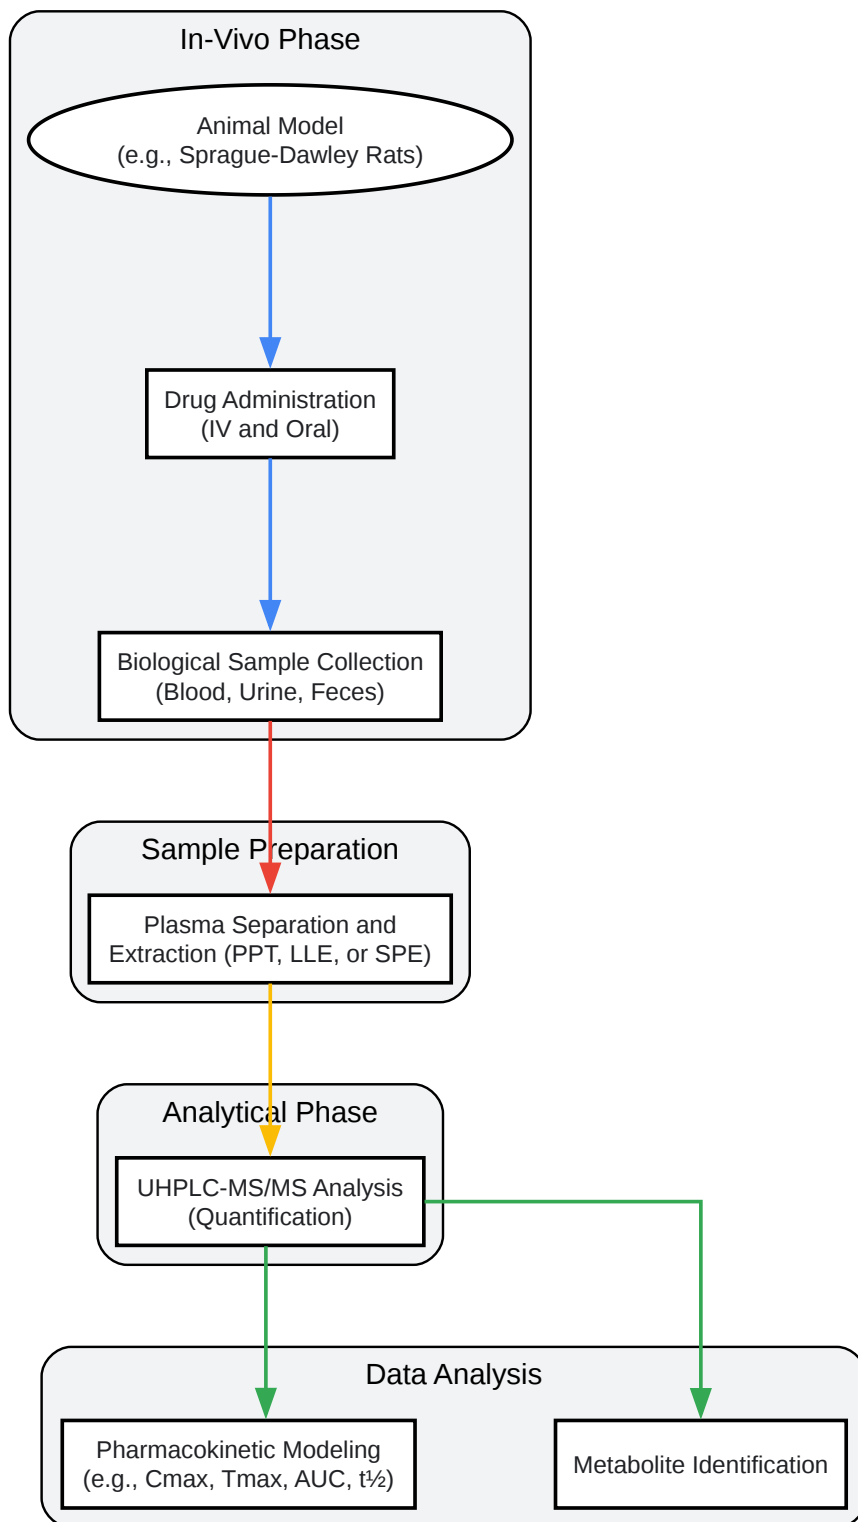 In-Vivo Phase
Animal Model
(e.g., Sprague-Dawley Rats)
Drug Administration
(IV and Oral)
Biological Sample Collection
(Blood, Urine, Feces)
Sample Preparation
Plasma Separation and
Extraction (PPT, LLE, or SPE)
Analytical Phase
UHPLC-MS/MS Analysis
(Quantification)
Data Analysis
Pharmacokinetic Modeling
(e.g., Cmax, Tmax, AUC, t½)
Metabolite Identification